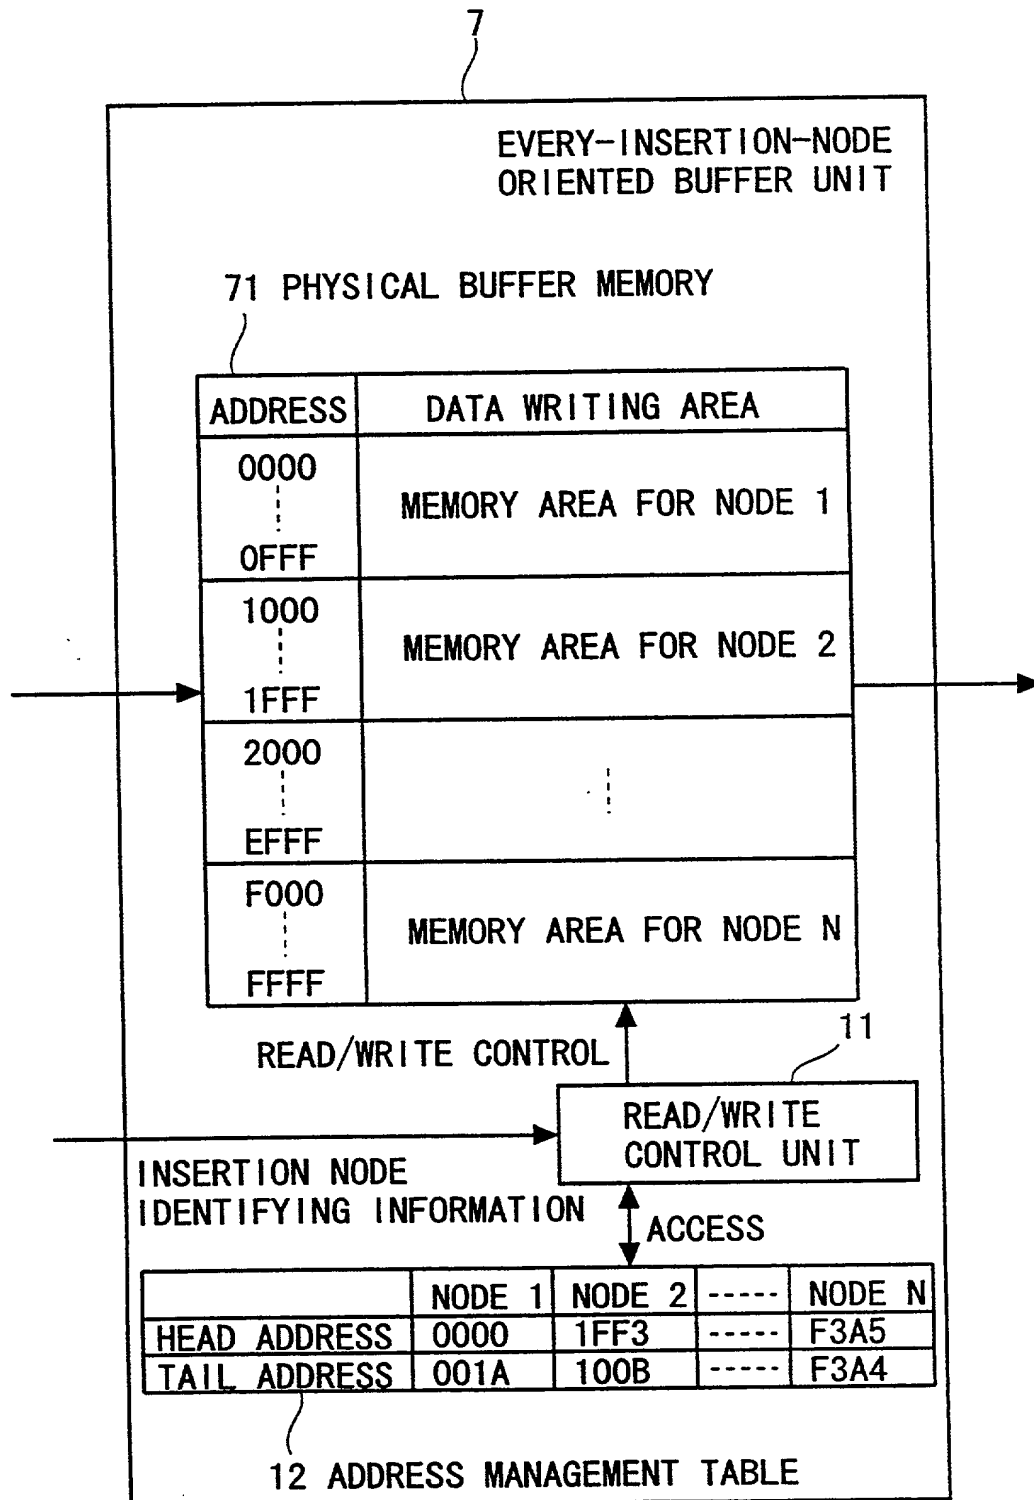 7
EVERY-INSERTION-NODE
ORIENTED BUFFER UNIT
71 PHYSICAL BUFFER MEMORY
ADDRESS DATA WRITING AREA
0000
0FFF
MEMORY AREA FOR NODE 1
1000
1FFF
MEMORY AREA FOR NODE 2
2000
EFFF
F000
FFFF
MEMORY AREA FOR NODE N
READ/WRITE CONTROL
11
READ/WRITE
CONTROL UNIT
INSERTION NODE
IDENTIFYING INFORMATION
ACCESS
NODE 1 NODE 2 ----- NODE N
HEAD ADDRESS 0000 1FF3 ----- F3A5
TAIL ADDRESS 001A 100B ----- F3A4
12 ADDRESS MANAGEMENT TABLE